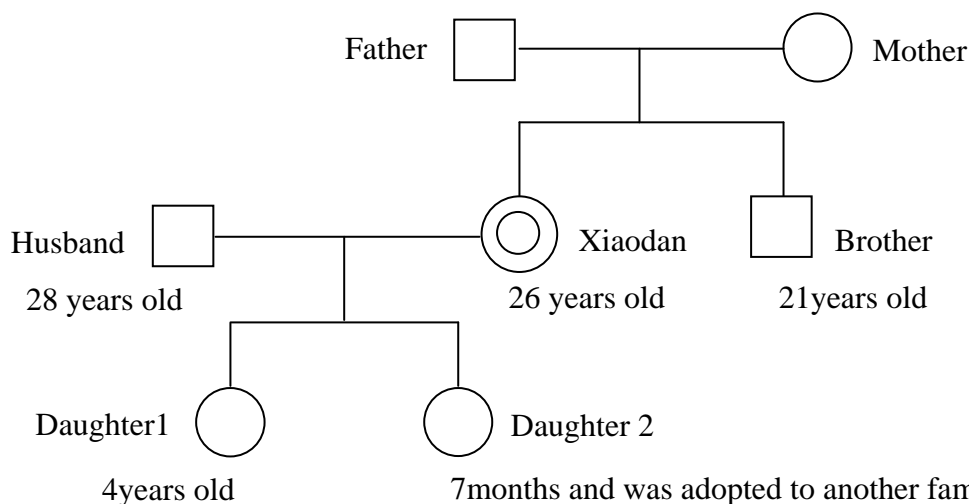 Father
Mother
Husband
Xiaodan
Brother
28 years old
26 years old
21years old
Daughter1
Daughter 2
4years old
7months and was adopted to another fam